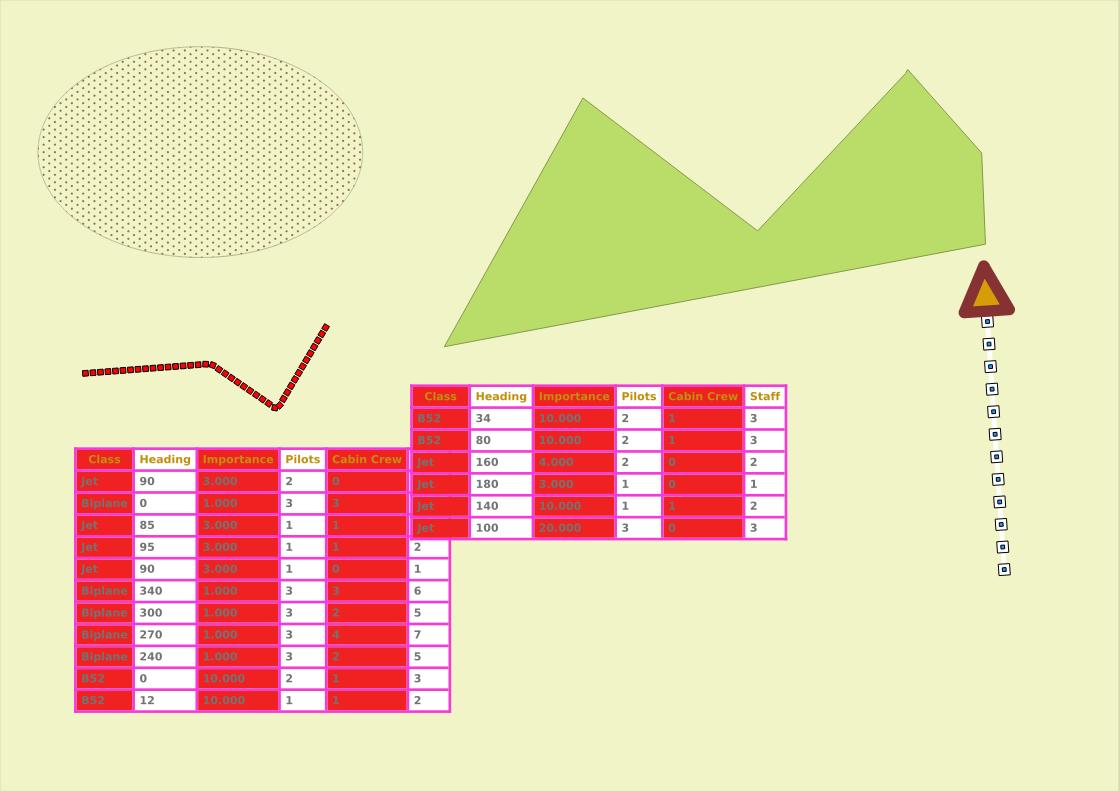 Class Heading Importance Pilots Cabin Crew Staff
B52 34 10.000 2 1 3
B52 80 10.000 2 1 3
Jet 160 4.000 2 0 2
Jet 180 3.000 1 0 1
Jet 140 10.000 1 1 2
Jet 100 20.000 3 0 3
Class Heading Importance Pilots Cabin Crew
Jet 90 3.000 2 0
Biplane 0 1.000 3 3
Jet 85 3.000 1 1
Jet 95 3.000 1 1 2
Jet 90 3.000 1 0 1
Biplane 340 1.000 3 3 6
Biplane 300 1.000 3 2 5
Biplane 270 1.000 3 4 7
Biplane 240 1.000 3 2 5
B52 0 10.000 2 1 3
B52 12 10.000 1 1 2